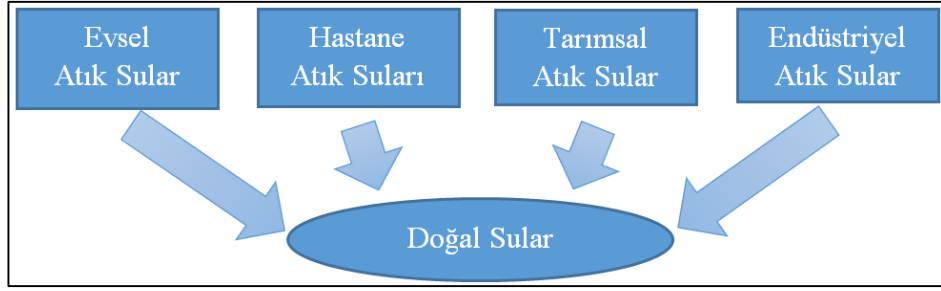 Evsel
Atık Sular
Hastane
Atık Suları
Tarımsal
Atık Sular
Endüstriyel
Atık Sular
Doğal Sular